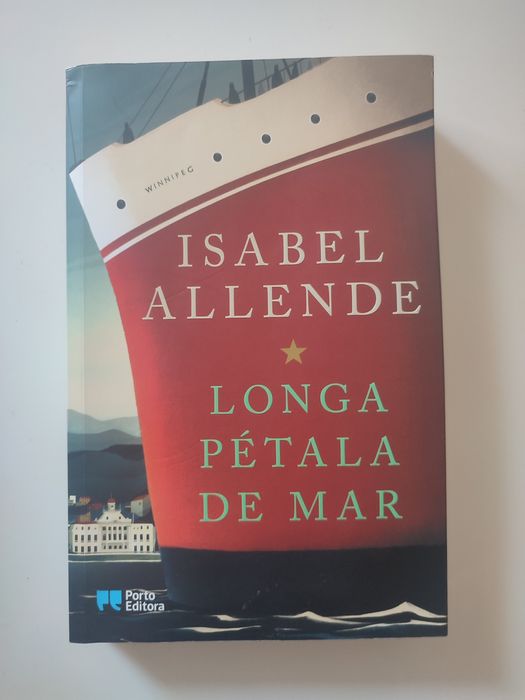 WINNIPEG
ISABEL
ALLENDE
LONGA
PÉTALA
DE MAR
Porto
Editora